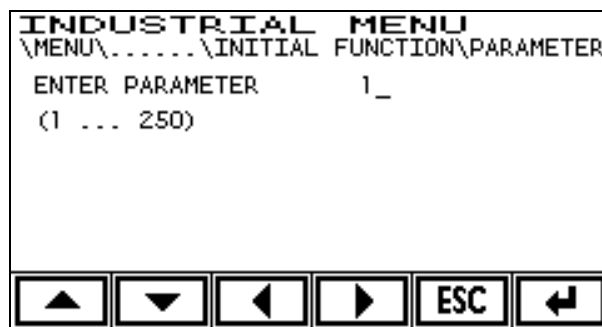 INDUSTRIAL MENU
\MENU\......\INITIAL FUNCTION\PARAMETER
ENTER PARAMETER 1_
(1 ... 250)
ESC